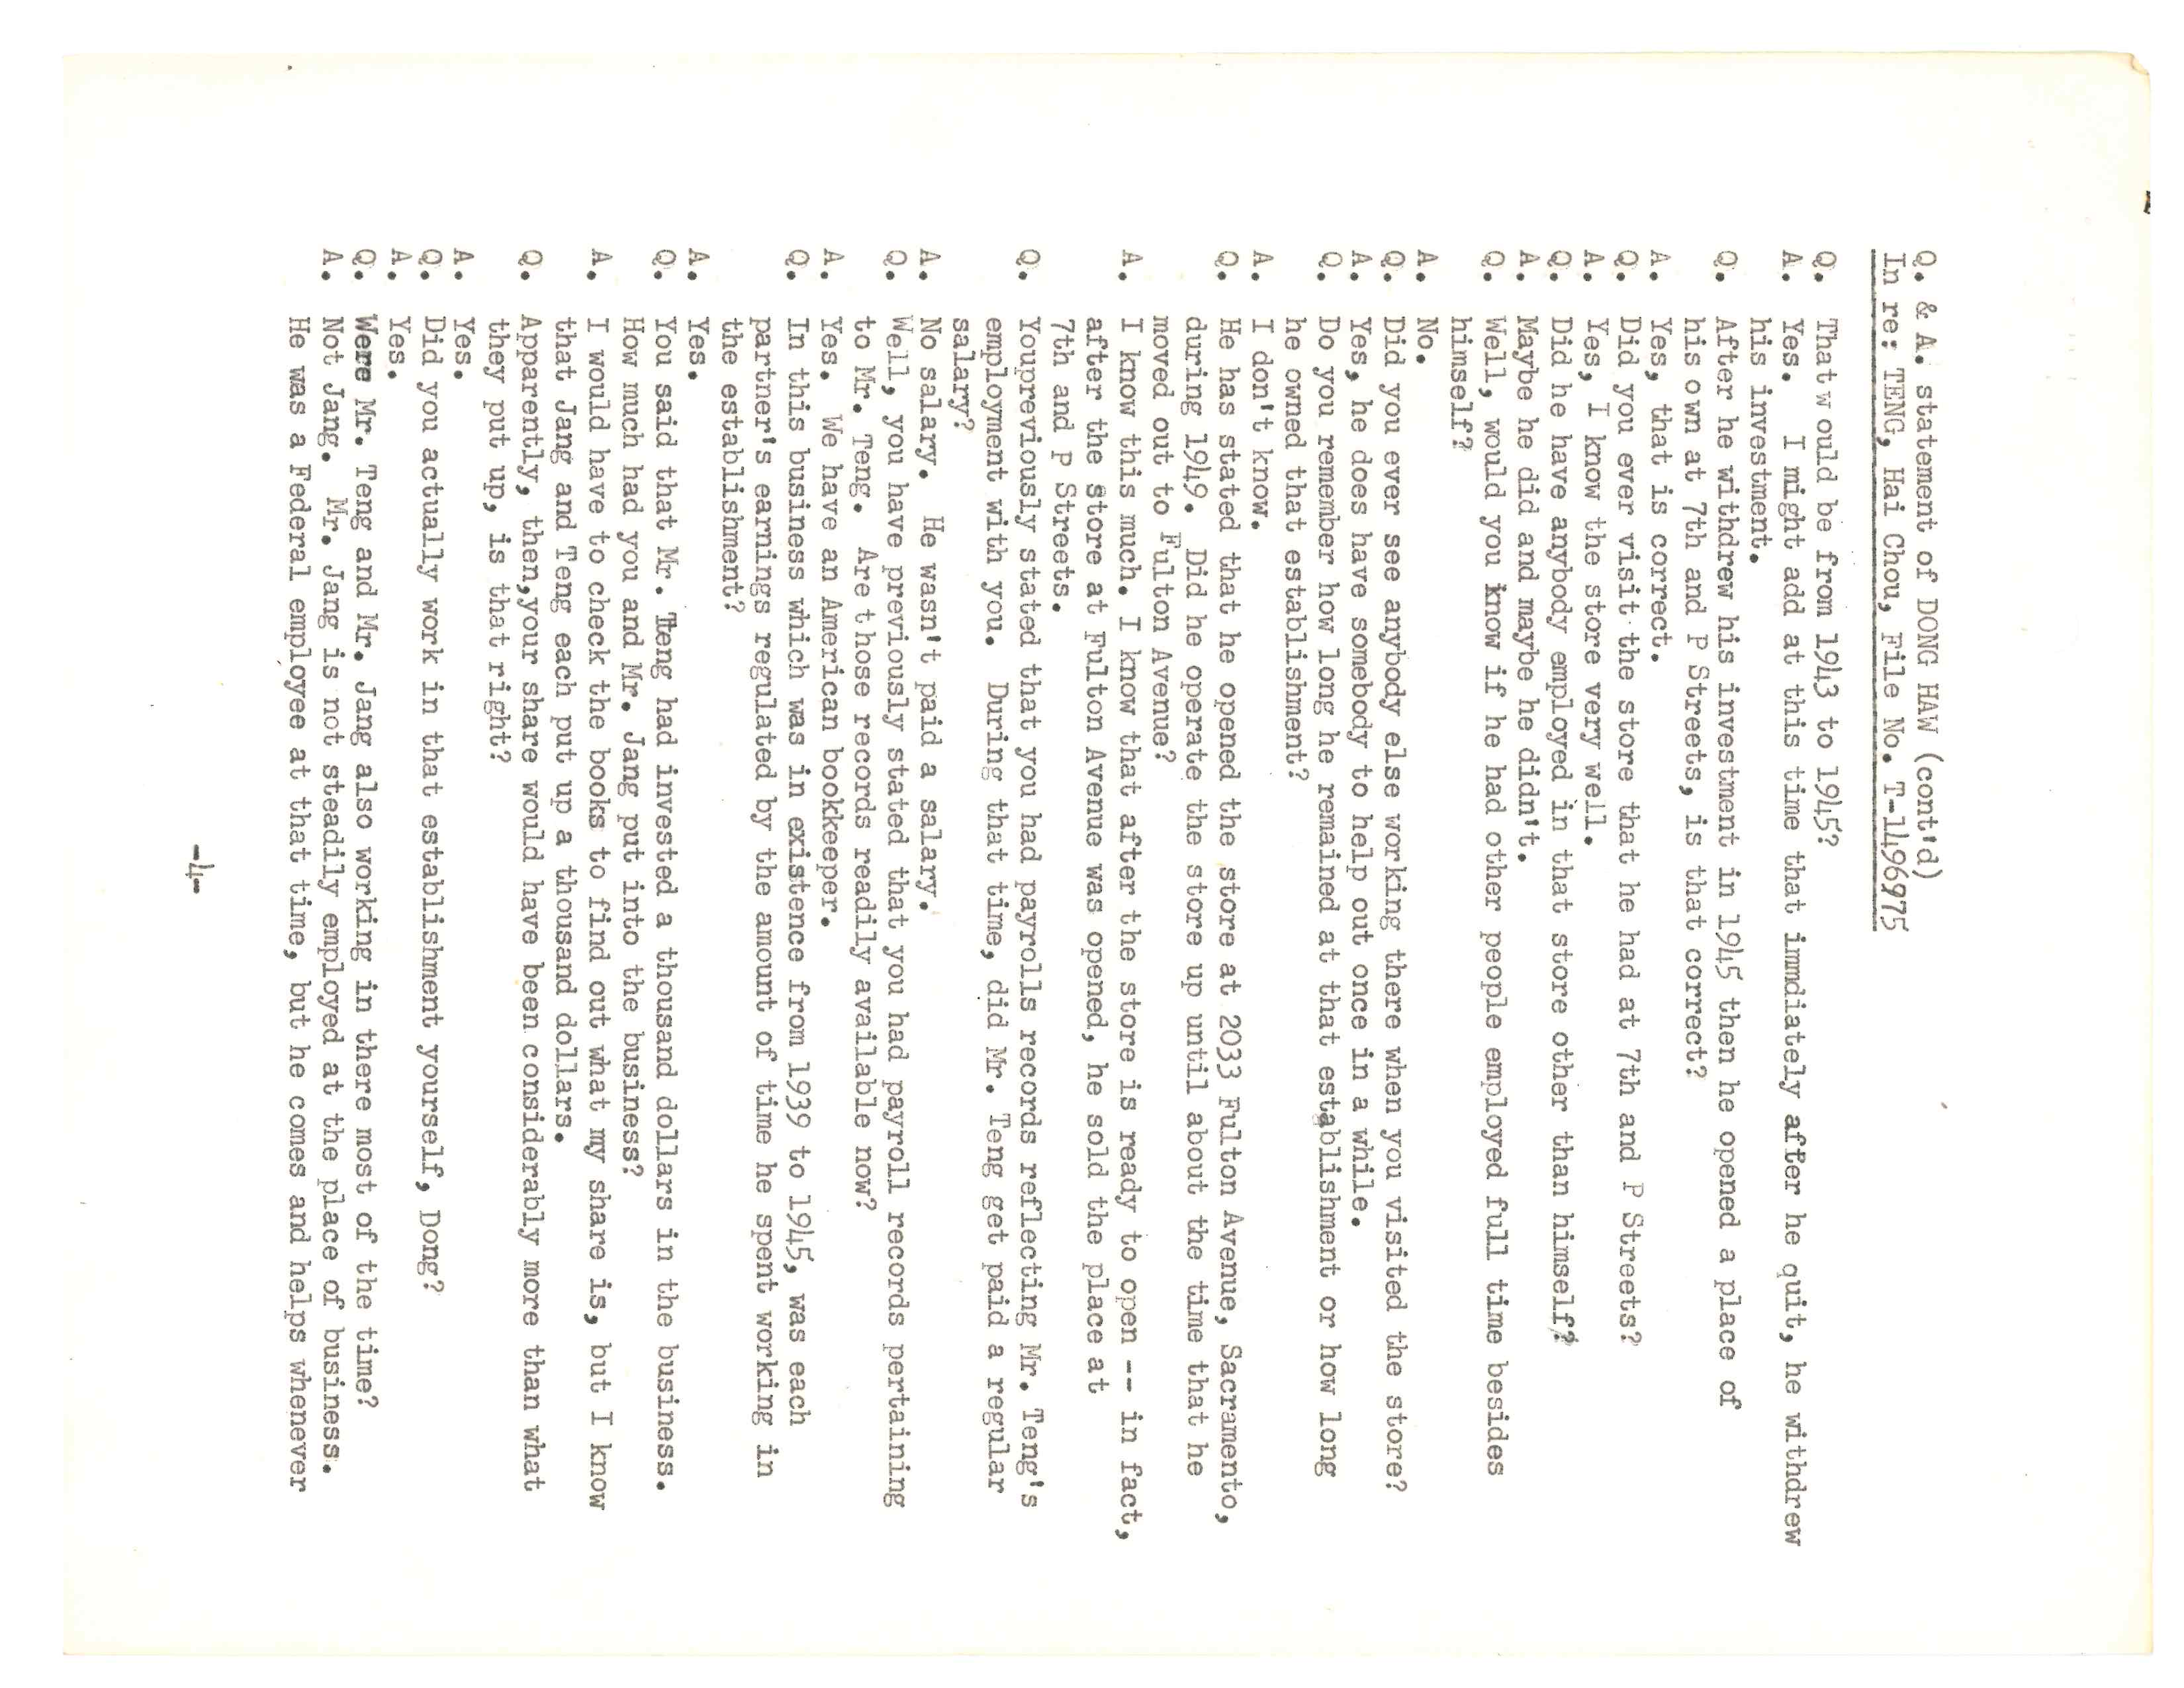 Q. & A. statement of DONG HAW (cont'd)
In re: TENG, Hai Chou, File No. T-1496975
Q. That w ould be from 1943 to 1945?
A. Yes. I might add at this time that immdiately after he quit, he withdrew
his investment.
Q. After he withdrew his investment in 1945 then he opened a place of
his own at 7th and P Streets, is that correct?
A. Yes, that is correct.
Q. Did you ever visit the store that he had at 7th and P Streets?
A. Yes, I know the store very well.
Q. Did he have anybody employed in that store other than himself?
A. Maybe he did and maybe he didn't.
Q. Well, would you know if he had other people employed full time besides
himself?
A. No.
Q. Did you ever see anybody else working there when you visited the store?
A. Yes, he does have somebody to help out once in a while.
Q. Do you remember how long he remained at that establishment or how long
he owned that establishment?
A. I don't know.
Q. He has stated that he opened the store at 2033 Fulton Avenue, Sacramento,
during 1949. Did he operate the store up until about the time that he
moved out to Fulton Avenue?
A. I know this much. I know that after the store is ready to open -- in fact,
after the store at Fulton Avenue was opened, he sold the place at
7th and P Streets.
Q. Youpreviously stated that you had payrolls records reflecting Mr. Teng's
employment with you. During that time, did Mr. Teng get paid a regular
salary?
A. No salary. He wasn't paid a salary.
Q. Well, you have previously stated that you had payroll records pertaining
to Mr. Teng. Are those records readily available now?
A. Yes. We have an American bookkeeper.
Q. In this business which was in existence from 1939 to 1945, was each
partner's earnings regulated by the amount of time he spent working in
the establishment?
A. Yes.
Q. You said that Mr. Teng had invested a thousand dollars in the business.
How much had you and Mr. Jang put into the business?
A. I would have to check the books to find out what my share is, but I know
that Jang and Teng each put up a thousand dollars.
Q. Apparently, then,your share would have been considerably more than what
they put up, is that right?
A. Yes.
Q. Did you actually work in that establishment yourself, Dong?
A. Yes.
Q. Were Mr. Teng and Mr. Jang also working in there most of the time?
A. Not Jang. Mr. Jang is not steadily employed at the place of business.
He was a Federal employee at that time, but he comes and helps whenever
-4-